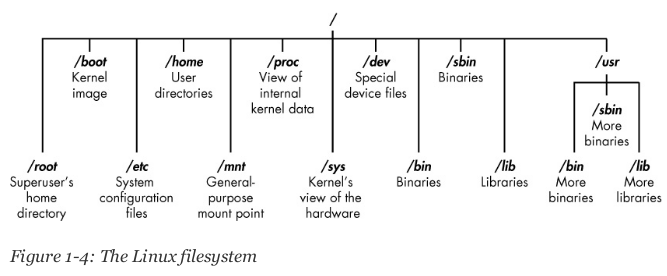 /
/boot
Kernel
image
/home
User
directories
/proc
View of
internal
kernel data
/dev
Special
device files
/sbin
Binaries
/usr
/sbin
More
binaries
/root
Superuser's
home
directory
/etc
System
configuration
files
/mnt
General-
purpose
mount point
/sys
Kernel's
view of the
hardware
/bin
Binaries
/lib
Libraries
/bin
More
binaries
/lib
More
libraries
Figure 1-4: The Linux filesystem